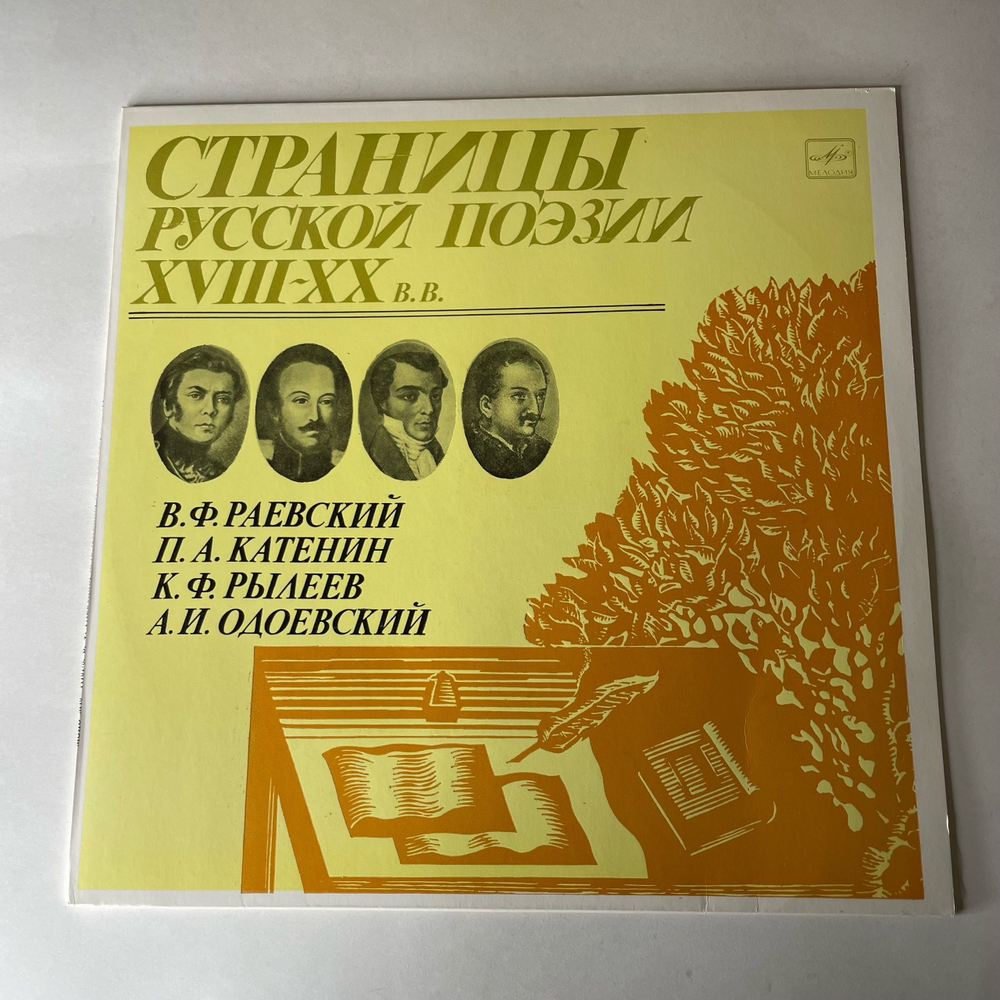 СТРАНИЦЫ
РУССКОЙ ПОЭЗИИ
XVIII-XX В.В.
МЕЛОДИЯ
В.Ф.РАЕВСКИЙ
П.А.КАТЕНИН
К.Ф.РЫЛЕЕВ
А.И.ОДОЕВСКИЙ